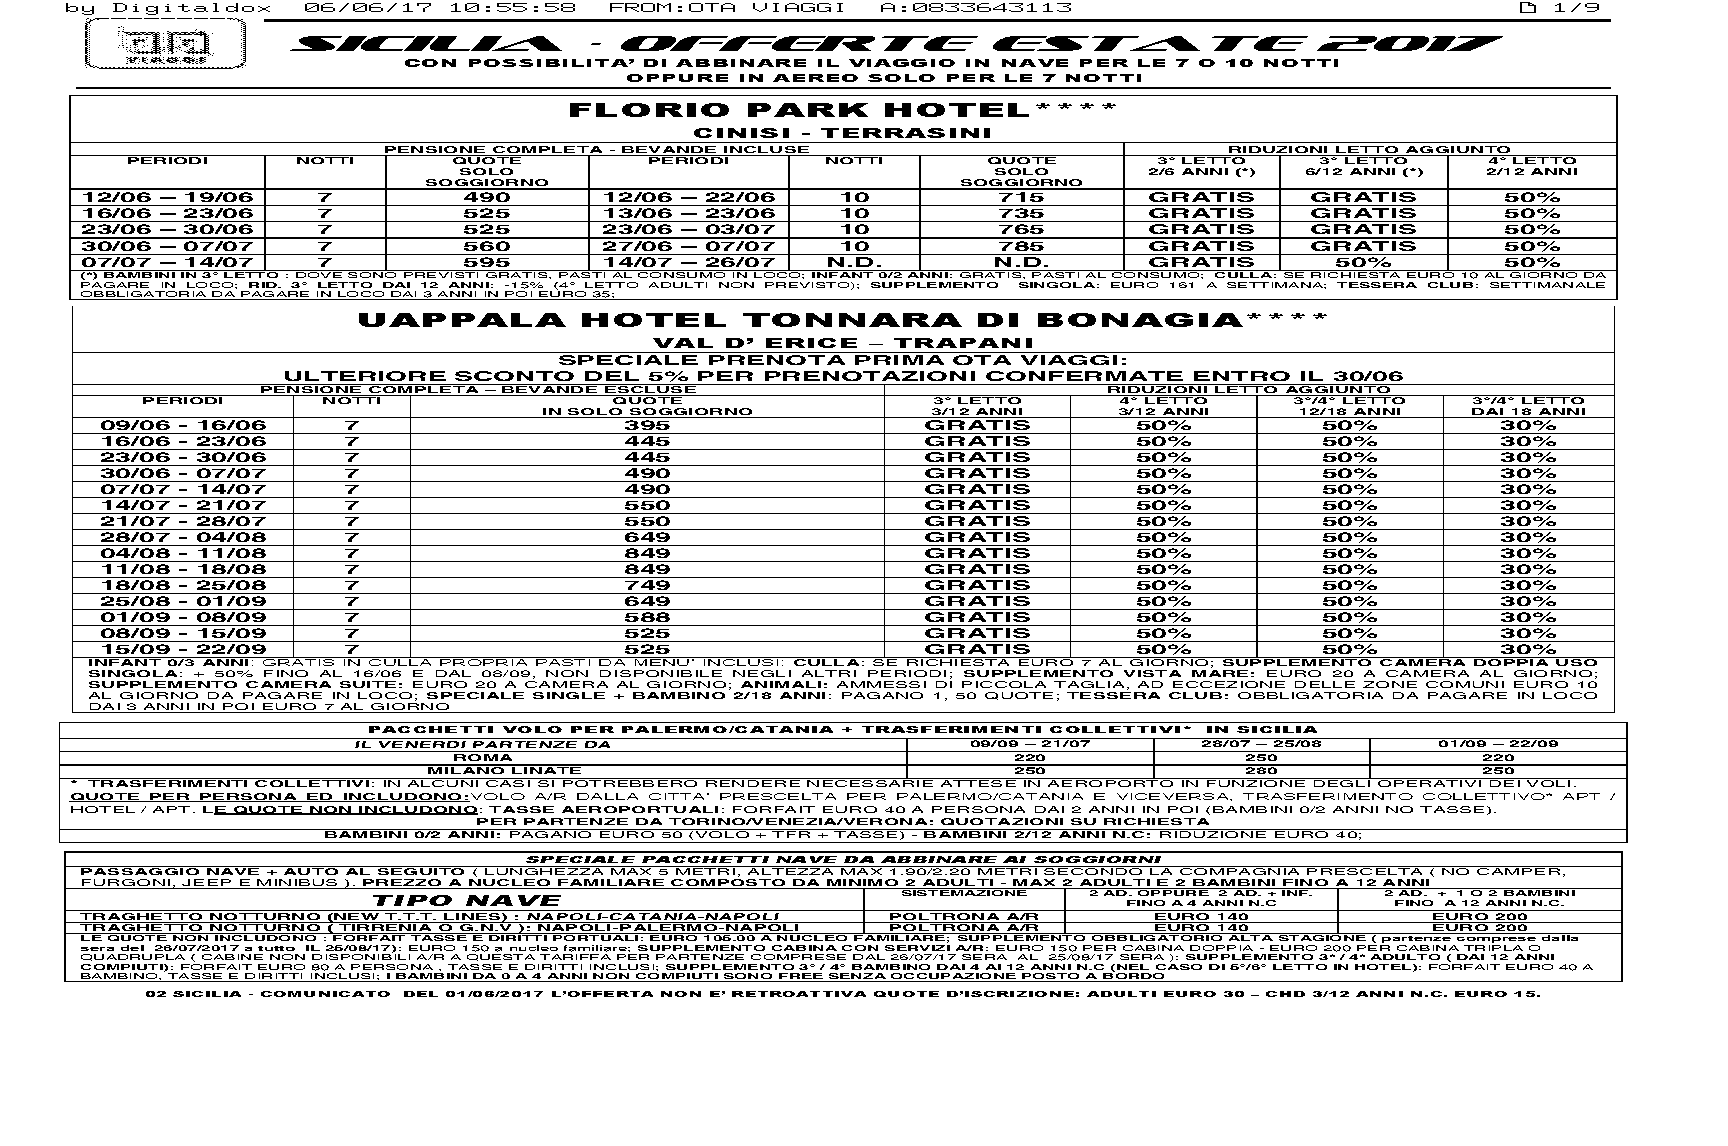 by Digitaldox 06/06/17 10:55:58 FROM:OTA VIAGGI A:0833643113 1/9
VIAGGI
SICILIA - OFFERTE ESTATE 2017
CON POSSIBILITA' DI ABBINARE IL VIAGGIO IN NAVE PER LE 7 O 10 NOTTI
OPPURE IN AEREO SOLO PER LE 7 NOTTI
FLORIO PARK HOTEL****
CINISI - TERRASINI
PENSIONE COMPLETA - BEVANDE INCLUSE RIDUZIONI LETTO AGGIUNTO
PERIODI NOTTI QUOTE PERIODI NOTTI QUOTE 3° LETTO 3° LETTO 4° LETTO
SOLO SOLO 2/6 ANNI (*) 6/12 ANNI (*) 2/12 ANNI
SOGGIORNO SOGGIORNO
12/06 – 19/06 7 490 12/06 – 22/06 10 715 GRATIS GRATIS 50%
16/06 – 23/06 7 525 13/06 – 23/06 10 735 GRATIS GRATIS 50%
23/06 – 30/06 7 525 23/06 – 03/07 10 765 GRATIS GRATIS 50%
30/06 – 07/07 7 560 27/06 – 07/07 10 785 GRATIS GRATIS 50%
07/07 – 14/07 7 595 14/07 – 26/07 N.D. N.D. GRATIS 50% 50%
(*) BAMBINI IN 3° LETTO : DOVE SONO PREVISTI GRATIS, PASTI AL CONSUMO IN LOCO; INFANT 0/2 ANNI: GRATIS, PASTI AL CONSUMO; CULLA: SE RICHIESTA EURO 10 AL GIORNO DA
PAGARE IN LOCO; RID. 3° LETTO DAI 12 ANNI: -15% (4° LETTO ADULTI NON PREVISTO); SUPPLEMENTO SINGOLA: EURO 161 A SETTIMANA; TESSERA CLUB: SETTIMANALE
OBBLIGATORIA DA PAGARE IN LOCO DAI 3 ANNI IN POI EURO 35;
UAPPALA HOTEL TONNARA DI BONAGIA****
VAL D' ERICE – TRAPANI
SPECIALE PRENOTA PRIMA OTA VIAGGI:
ULTERIORE SCONTO DEL 5% PER PRENOTAZIONI CONFERMATE ENTRO IL 30/06
PENSIONE COMPLETA – BEVANDE ESCLUSE RIDUZIONI LETTO AGGIUNTO
PERIODI NOTTI QUOTE 3° LETTO 4° LETTO 3°/4° LETTO 3°/4° LETTO
IN SOLO SOGGIORNO 3/12 ANNI 3/12 ANNI 12/18 ANNI DAI 18 ANNI
09/06 - 16/06 7 395 GRATIS 50% 50% 30%
16/06 - 23/06 7 445 GRATIS 50% 50% 30%
23/06 - 30/06 7 445 GRATIS 50% 50% 30%
30/06 - 07/07 7 490 GRATIS 50% 50% 30%
07/07 - 14/07 7 490 GRATIS 50% 50% 30%
14/07 - 21/07 7 550 GRATIS 50% 50% 30%
21/07 - 28/07 7 550 GRATIS 50% 50% 30%
28/07 - 04/08 7 649 GRATIS 50% 50% 30%
04/08 - 11/08 7 849 GRATIS 50% 50% 30%
11/08 - 18/08 7 849 GRATIS 50% 50% 30%
18/08 - 25/08 7 749 GRATIS 50% 50% 30%
25/08 - 01/09 7 649 GRATIS 50% 50% 30%
01/09 - 08/09 7 588 GRATIS 50% 50% 30%
08/09 - 15/09 7 525 GRATIS 50% 50% 30%
15/09 - 22/09 7 525 GRATIS 50% 50% 30%
INFANT 0/3 ANNI: GRATIS IN CULLA PROPRIA PASTI DA MENU' INCLUSI; CULLA: SE RICHIESTA EURO 7 AL GIORNO; SUPPLEMENTO CAMERA DOPPIA USO
SINGOLA: + 50% FINO AL 16/06 E DAL 08/09, NON DISPONIBILE NEGLI ALTRI PERIODI; SUPPLEMENTO VISTA MARE: EURO 20 A CAMERA AL GIORNO;
SUPPLEMENTO CAMERA SUITE: EURO 20 A CAMERA AL GIORNO; ANIMALI: AMMESSI DI PICCOLA TAGLIA, AD ECCEZIONE DELLE ZONE COMUNI EURO 10
AL GIORNO DA PAGARE IN LOCO; SPECIALE SINGLE + BAMINO 2/18 ANNI: PAGANO 1, 50 QUOTE; TESSERA CLUB: OBBLIGATORIA DA PAGARE IN LOCO
DAI 3 ANNI IN POI EURO 7 AL GIORNO
PACCHETTI VOLO PER PALERMO/CATANIA + TRASFERIMENTI COLLETTIVI* IN SICILIA
IL VENERDI PARTENZE DA 09/09 – 21/07 28/07 – 25/08 01/09 – 22/09
ROMA 220 250 220
MILANO LINATE 250 280 250
* TRASFERIMENTI COLLETTIVI: IN ALCUNI CASI SI POTREBBERO RENDERE NECESSARIE ATTESE IN AEROPORTO IN FUNZIONE DEGLI OPERATIVI DEI VOLI.
QUOTE PER PERSONA ED INCLUDONO:VOLO A/R DALLA CITTA' PRESCELTA PER PALERMO/CATANIA E VICEVERSA, TRASFERIMENTO COLLETTIVO* APT /
HOTEL / APT. LE QUOTE NON INCLUDONO: TASSE AEROPORTUALI: FORFAIT EURO 40 A PERSONA DAI 2 ANNI IN POI (BAMBINI 0/2 ANNI NO TASSE).
PER PARTENZE DA TORINO/VENEZIA/VERONA: QUOTAZIONI SU RICHIESTA
BAMBINI 0/2 ANNI: PAGANO EURO 50 (VOLO + TFR + TASSE) - BAMBINI 2/12 ANNI N.C: RIDUZIONE EURO 40;
SPECIALE PACCHETTI NAVE DA ABBINARE AI SOGGIORNI
PASSAGGIO NAVE + AUTO AL SEGUITO ( LUNGHEZZA MAX 5 METRI, ALTEZZA MAX 1.90/2.20 METRI SECONDO LA COMPAGNIA PRESCELTA ( NO CAMPER,
FURGONI, JEEP E MINIBUS ). PREZZO A NUCLEO FAMILIARE COMPOSTO DA MINIMO 2 ADULTI - MAX 2 ADULTI E 2 BAMBINI FINO A 12 ANNI
TIPO NAVE SISTEMAZIONE 2 AD. OPPURE 2 AD. + INF. 2 AD. + 1 O 2 BAMBINI
FINO A 4 ANNI N.C FINO A 12 ANNI N.C.
TRAGHETTO NOTTURNO (NEW T.T.T. LINES) : NAPOLI-CATANIA-NAPOLI POLTRONA A/R EURO 140 EURO 200
TRAGHETTO NOTTURNO ( TIRRENIA O G.N.V ): NAPOLI-PALERMO-NAPOLI POLTRONA A/R EURO 140 EURO 200
LE QUOTE NON INCLUDONO : FORFAIT TASSE E DIRITTI PORTUALI: EURO 106.00 A NUCLEO FAMILIARE; SUPPLEMENTO OBBLIGATORIO ALTA STAGIONE ( partenze comprese dalla
sera del 26/07/2017 a tutto IL 25/08/17): EURO 150 a nucleo familiare; SUPPLEMENTO CABINA CON SERVIZI A/R: EURO 150 PER CABINA DOPPIA - EURO 200 PER CABINA TRIPLA O
QUADRUPLA ( CABINE NON DISPONIBILI A/R A QUESTA TARIFFA PER PARTENZE COMPRESE DAL 26/07/17 SERA AL 25/08/17 SERA ): SUPPLEMENTO 3° / 4° ADULTO ( DAI 12 ANNI
COMPIUTI): FORFAIT EURO 80 A PERSONA , TASSE E DIRITTI INCLUSI; SUPPLEMENTO 3° / 4° BAMBINO DAI 4 AI 12 ANNI N.C (NEL CASO DI 5°/6° LETTO IN HOTEL): FORFAIT EURO 40 A
BAMBINO, TASSE E DIRITTI INCLUSI; I BAMBINI DA 0 A 4 ANNI NON COMPIUTI SONO FREE SENZA OCCUPAZIONE POSTO A BORDO
02 SICILIA - COMUNICATO DEL 01/06/2017 L'OFFERTA NON E' RETROATTIVA QUOTE D'ISCRIZIONE: ADULTI EURO 30 – CHD 3/12 ANNI N.C. EURO 15.